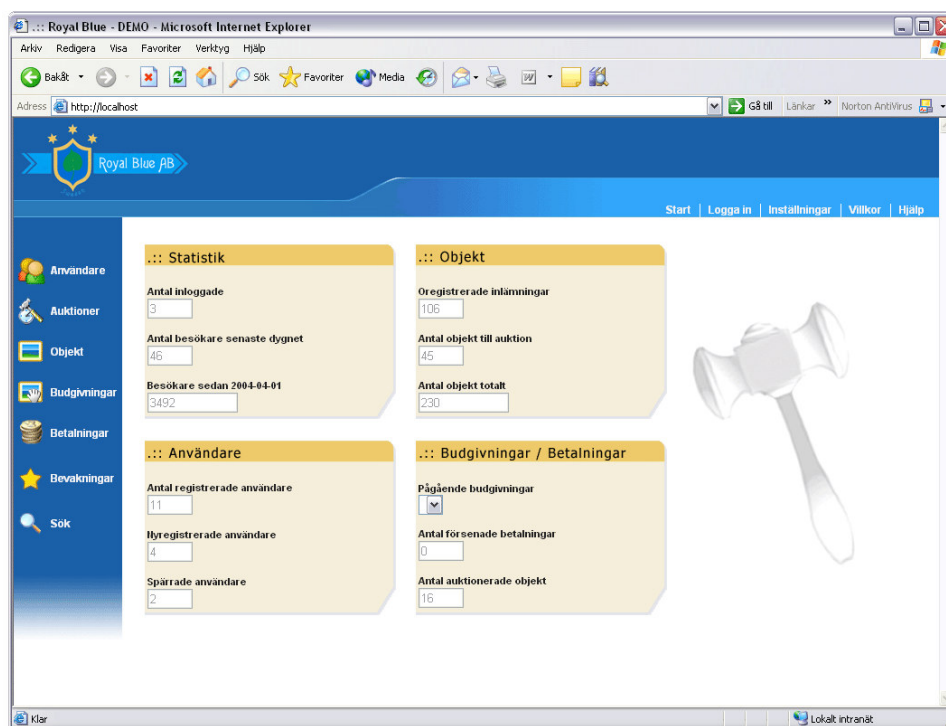 .:: Royal Blue - DEMO - Microsoft Internet Explorer
Arkiv Redigera Visa Favoriter Verktyg Hjälp
Bakåt Sök Favoriter Media
Adress http://localhost Gå till Länkar » Norton AntiVirus
Royal Blue AB
Start | Logga in | Inställningar | Villkor | Hjälp
Användare
Auktioner
Objekt
Budgivningar
Betalningar
Bevakningar
Sök
.:: Statistik
Antal inloggade
3
Antal besökare senaste dygnet
46
Besökare sedan 2004-04-01
3492
.:: Objekt
Oregistrerade inlämningar
106
Antal objekt till auktion
45
Antal objekt totalt
230
.:: Användare
Antal registrerade användare
11
Nyregistrerade användare
4
Spärrade användare
2
.:: Budgivningar / Betalningar
Pågående budgivningar
Antal försenade betalningar
0
Antal auktionerade objekt
16
Klar
Lokalt intranät